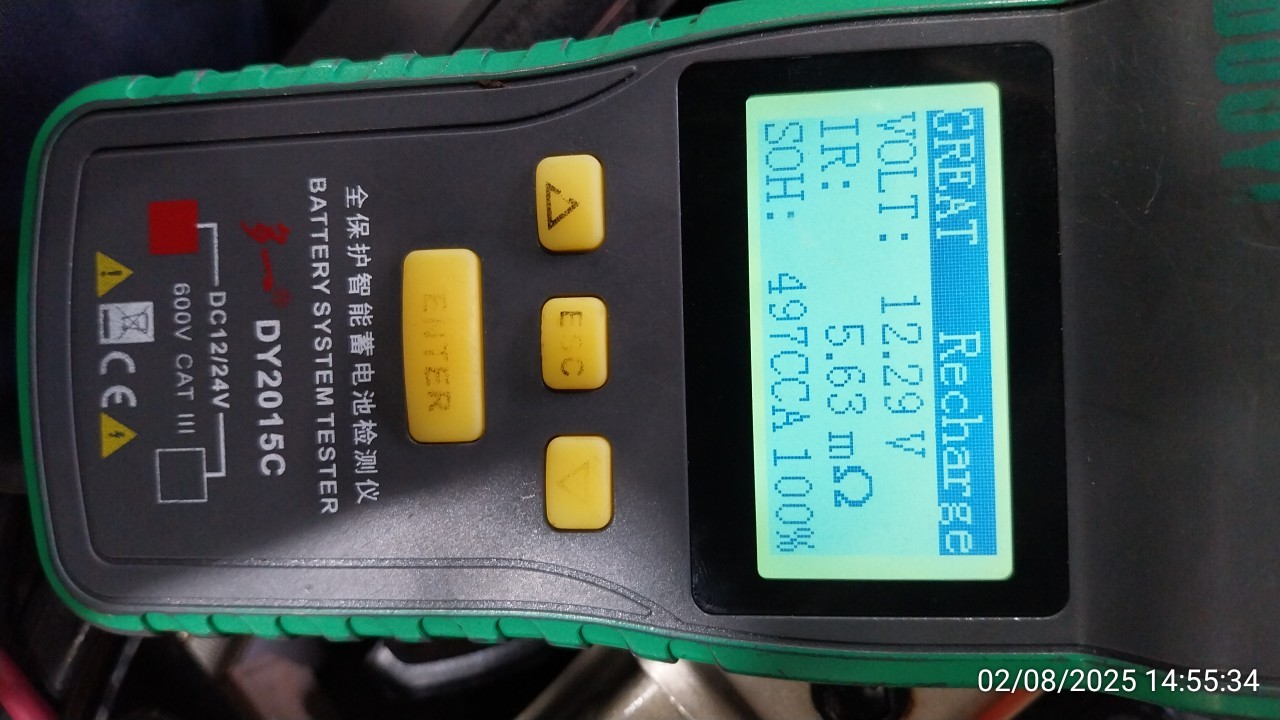 GREAT Recharge
VOLT: 12.29 V
IR: 5.63 mΩ
SOH: 497CCA 100%
ESC
ENTER
全保护智能蓄电池检测仪
BATTERY SYSTEM TESTER
DY2015C
DC12/24V
600V CAT III
CE
02/08/2025 14:55:34